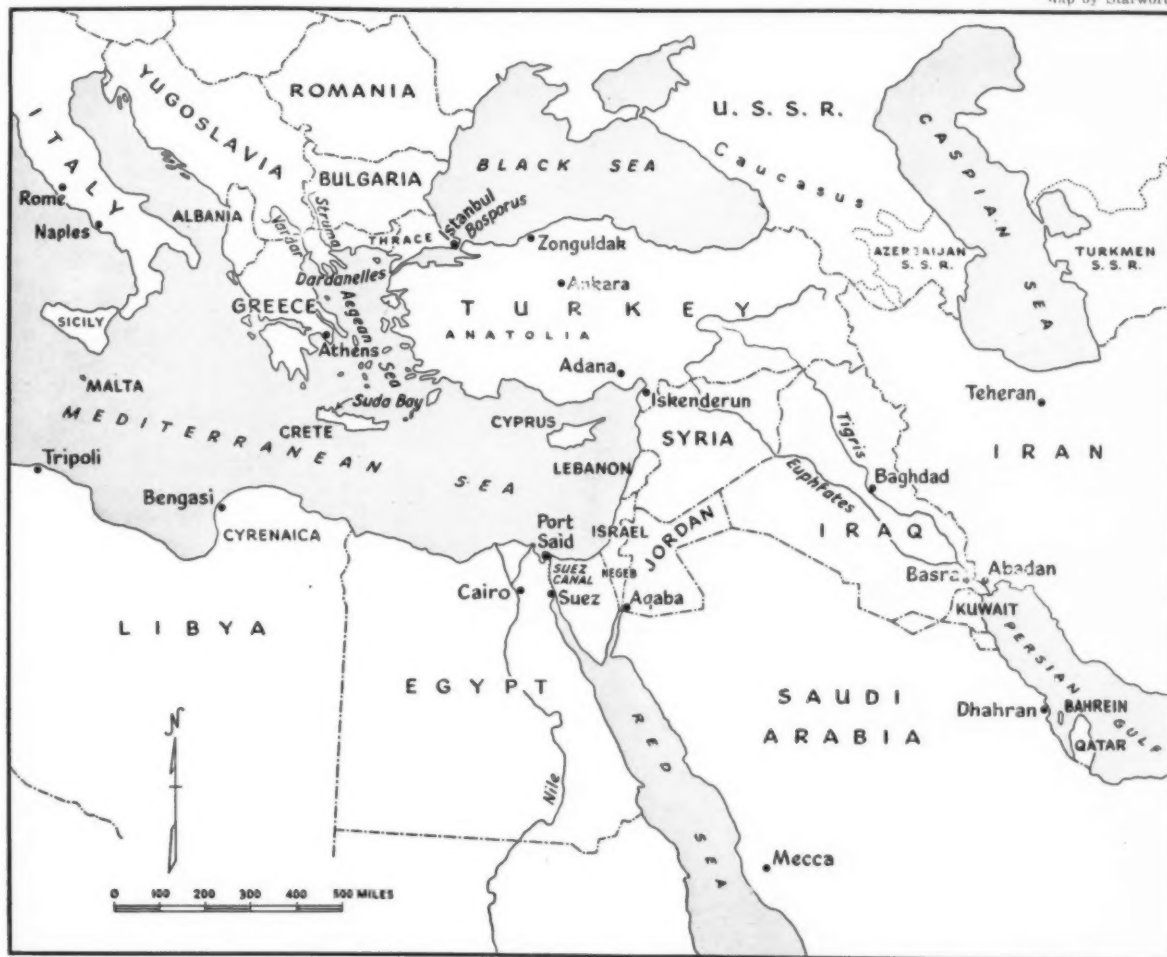 Map by Starwor
ITALY
YUGOSLAVIA
ROMANIA
U. S. S. R.
CASPIAN SEA
Caucasus
BLACK SEA
BULGARIA
Rome
Naples
ALBANIA
Vardar
Struma
THRACE
Istanbul
Bosporus
Zonguldak
AZERBAIJAN
S. S. R.
TURKMEN
S. S. R.
Dardanelles
Ankara
GREECE
Aegean Sea
TURKEY
ANATOLIA
SICILY
Athens
Adana
Iskenderun
Teheran
MALTA
Suda Bay
CRETE
CYPRUS
SYRIA
Tigris
IRAN
MEDITERRANEAN SEA
Tripoli
LEBANON
Baghdad
Euphrates
Bengasi
CYRENAICA
Port
Said
ISRAEL
JORDAN
IRAQ
SUEZ
CANAL
NEGEB
Basra
Abadan
Cairo
Suez
Aqaba
KUWAIT
LIBYA
PERSIAN GULF
EGYPT
SAUDI
ARABIA
Dhahran
BAHREIN
QATAR
RED SEA
N
Nile
Mecca
0 100 200 300 400 500 MILES